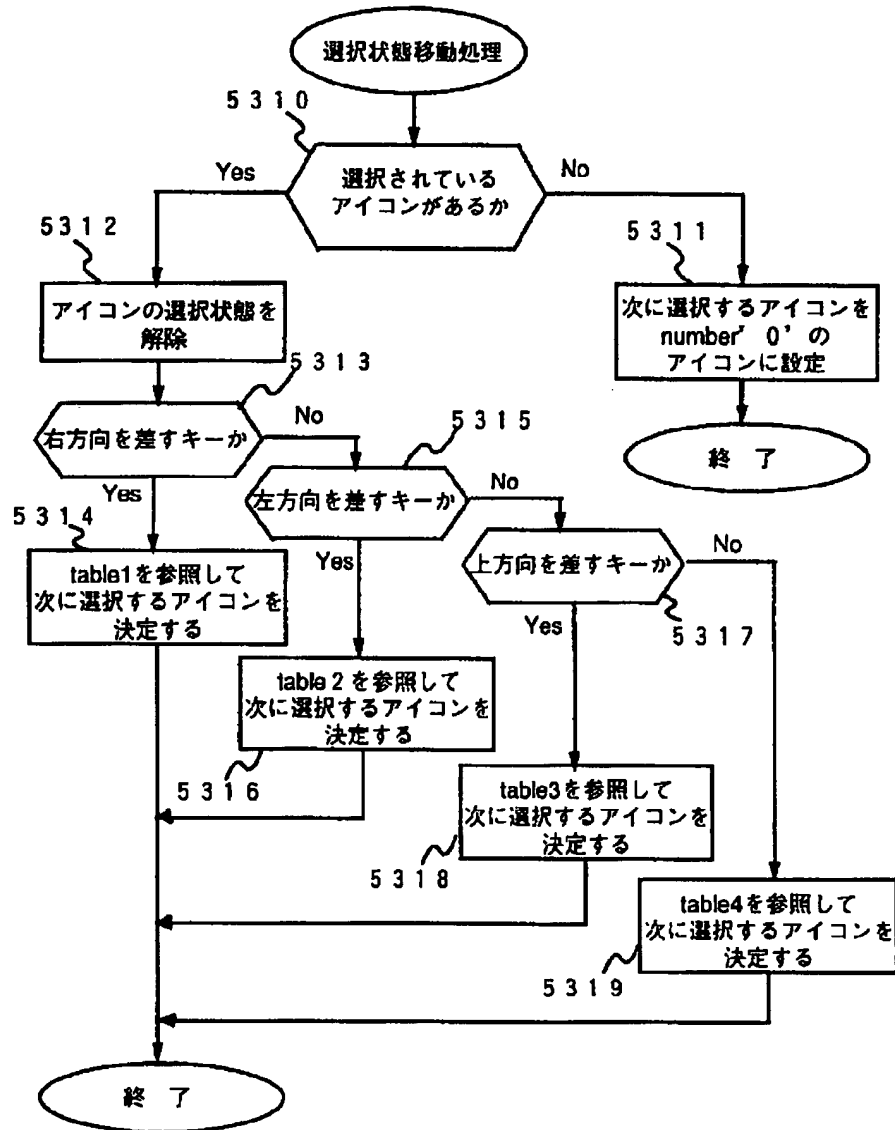 選択状態移動処理
5310
選択されている
アイコンがあるか
Yes
No
5312
アイコンの選択状態を
解除
5311
次に選択するアイコンを
number’0’の
アイコンに設定
終 了
5313
右方向を差すキーか
No
Yes
5315
左方向を差すキーか
No
Yes
5314
table1を参照して
次に選択するアイコンを
決定する
上方向を差すキーか
No
Yes
5317
table 2 を参照して
次に選択するアイコンを
決定する
5316
table3を参照して
次に選択するアイコンを
決定する
5318
table4を参照して
次に選択するアイコンを
決定する
5319
終 了